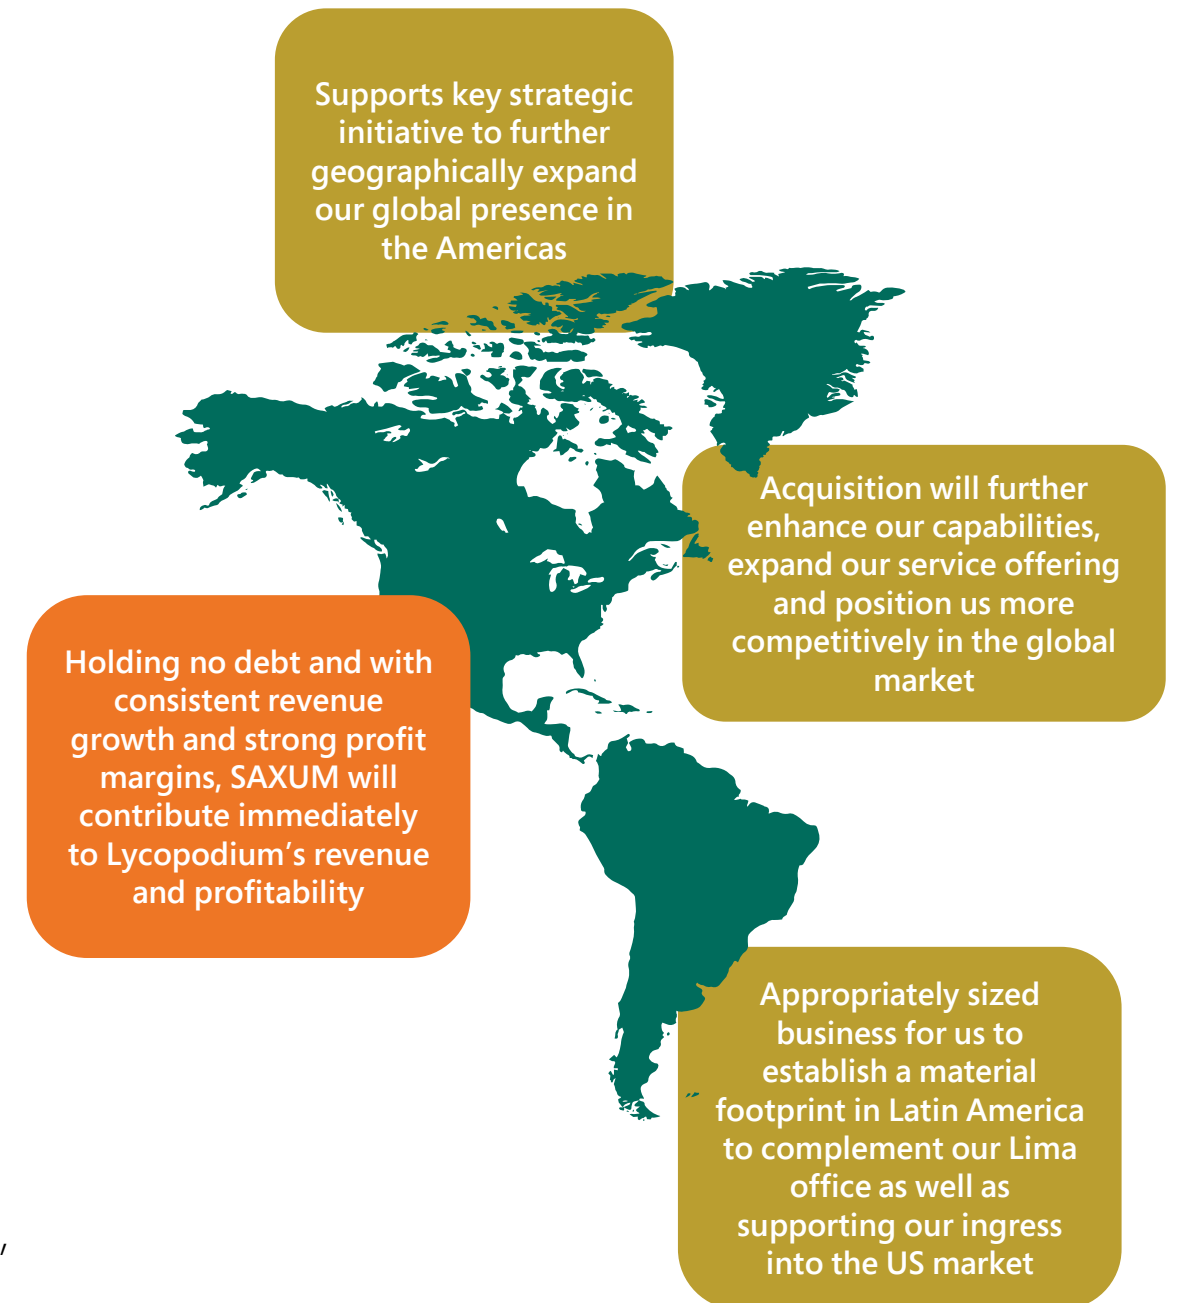 Supports key strategic
initiative to further
geographically expand
our global presence in
the Americas
Acquisition will further
enhance our capabilities,
expand our service offering
and position us more
competitively in the global
market
Holding no debt and with
consistent revenue
growth and strong profit
margins, SAXUM will
contribute immediately
to Lycopodium’s revenue
and profitability
Appropriately sized
business for us to
establish a material
footprint in Latin America
to complement our Lima
office as well as
supporting our ingress
into the US market